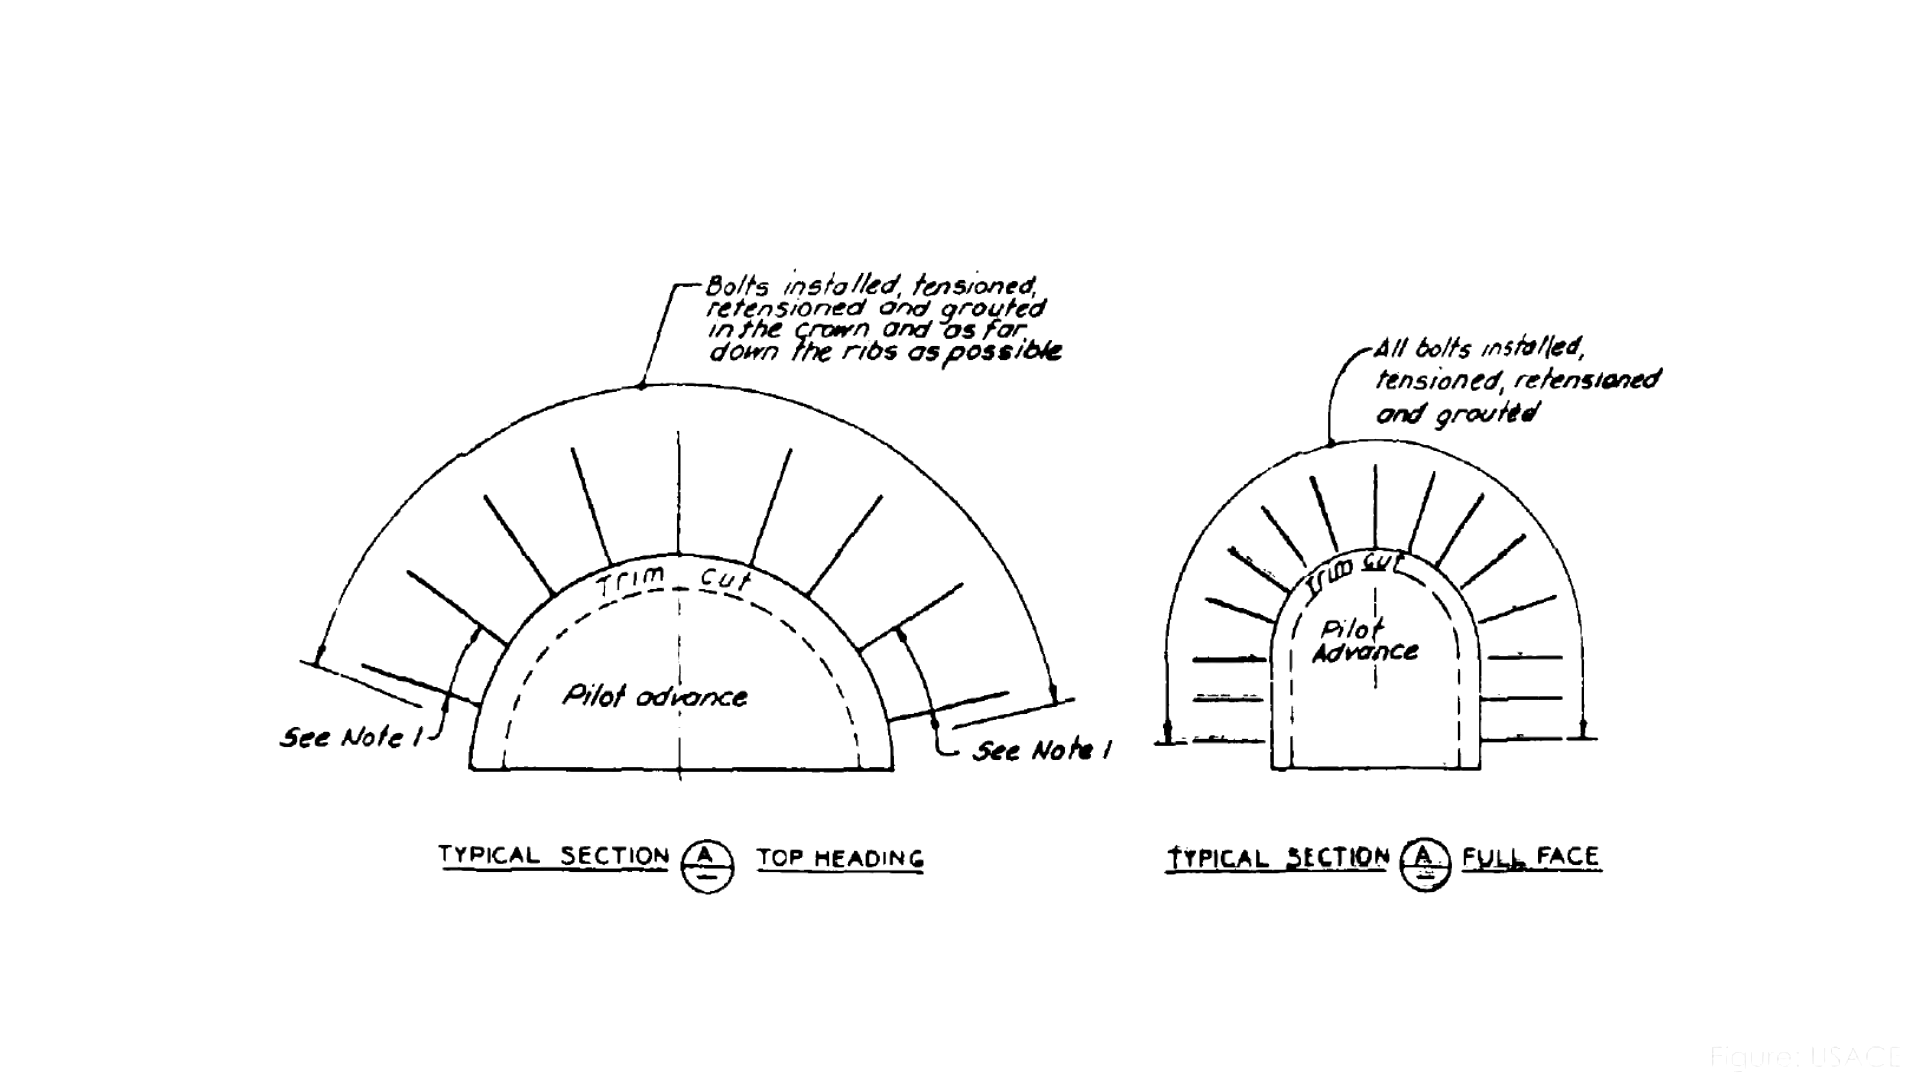 Bolts installed, tensioned,
retensioned and grouted
in the crown and as far
down the ribs as possible
Trim cut
Pilot advance
See Note 1
See Note 1
TYPICAL SECTION A TOP HEADING
All bolts installed,
tensioned, retensioned
and grouted
Trim cut
Pilot
Advance
TYPICAL SECTION A FULL FACE
Figure: USACE